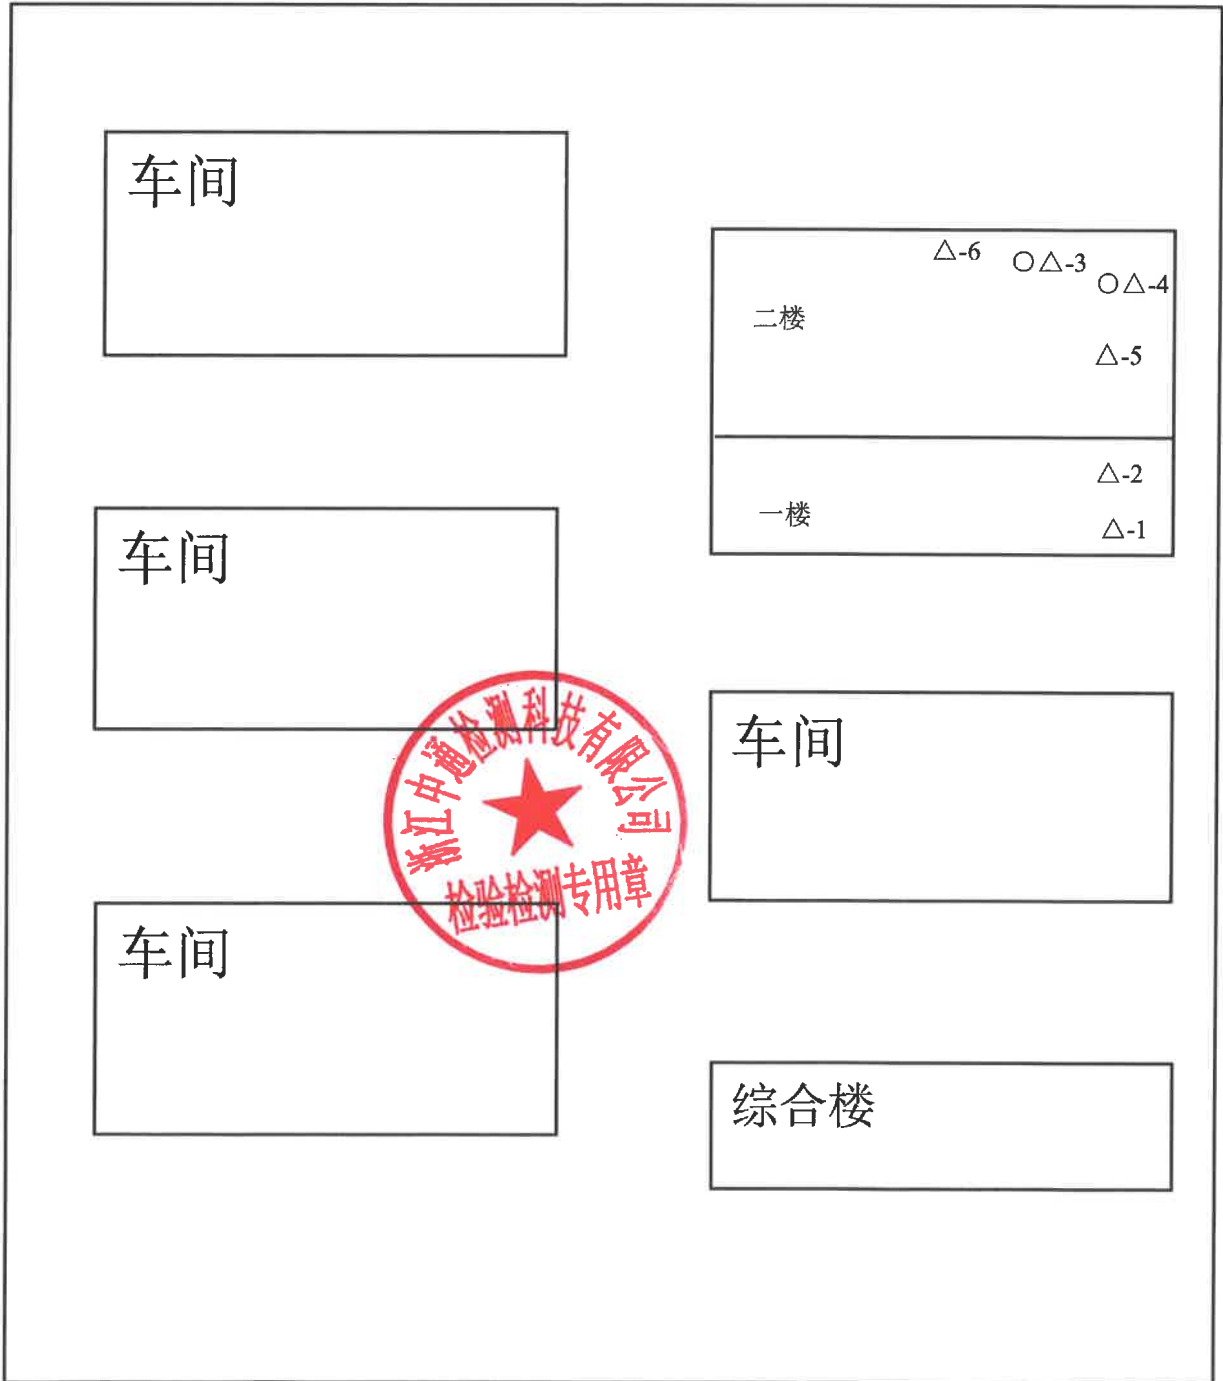 车间
△-6
○△-3
○△-4
二楼
△-5
△-2
一楼
△-1
车间
浙江中通检测科技有限公司
检验检测专用章
车间
车间
综合楼